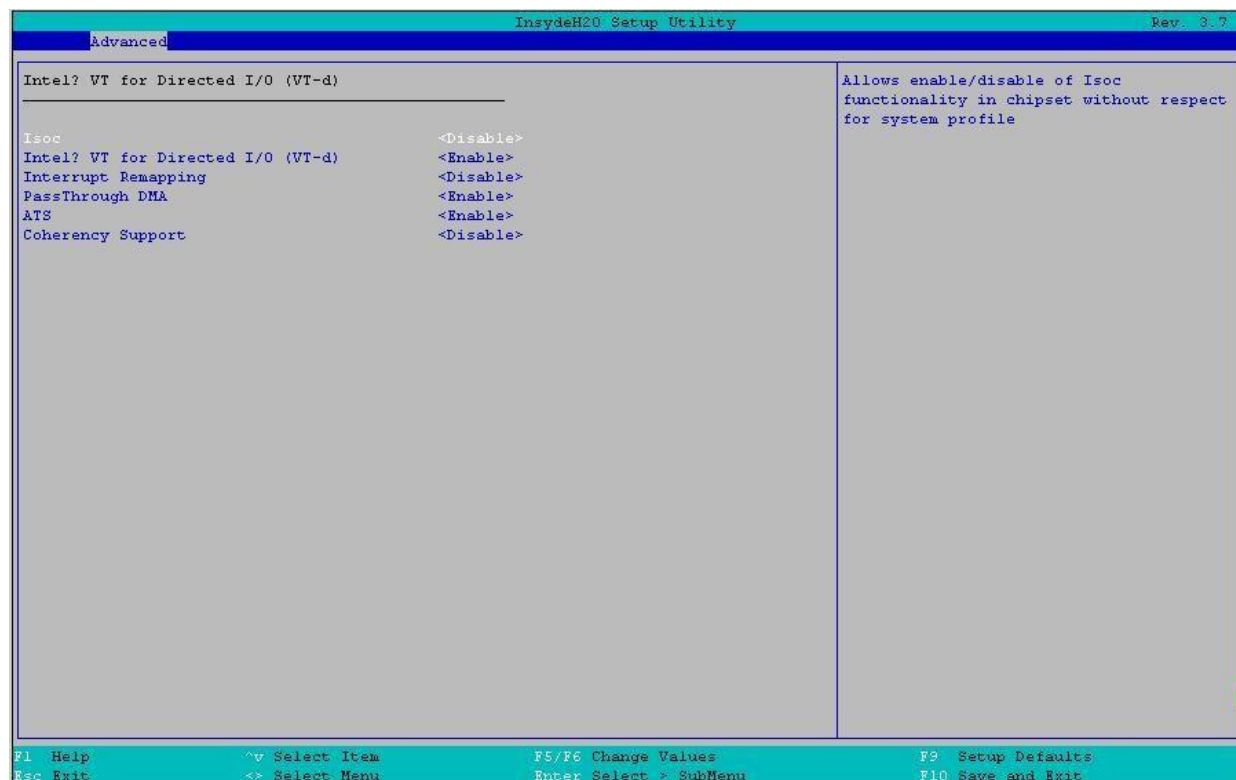 InsydeH20 Setup Utility Rev. 3.7
Advanced
Intel? VT for Directed I/O (VT-d)
Isoc <Disable>
Intel? VT for Directed I/O (VT-d) <Enable>
Interrupt Remapping <Disable>
PassThrough DMA <Enable>
ATS <Enable>
Coherency Support <Disable>
Allows enable/disable of Isoc
functionality in chipset without respect
for system profile
F1 Help ^v Select Item F5/F6 Change Values F9 Setup Defaults
Esc Exit <> Select Menu Enter Select > SubMenu F10 Save and Exit